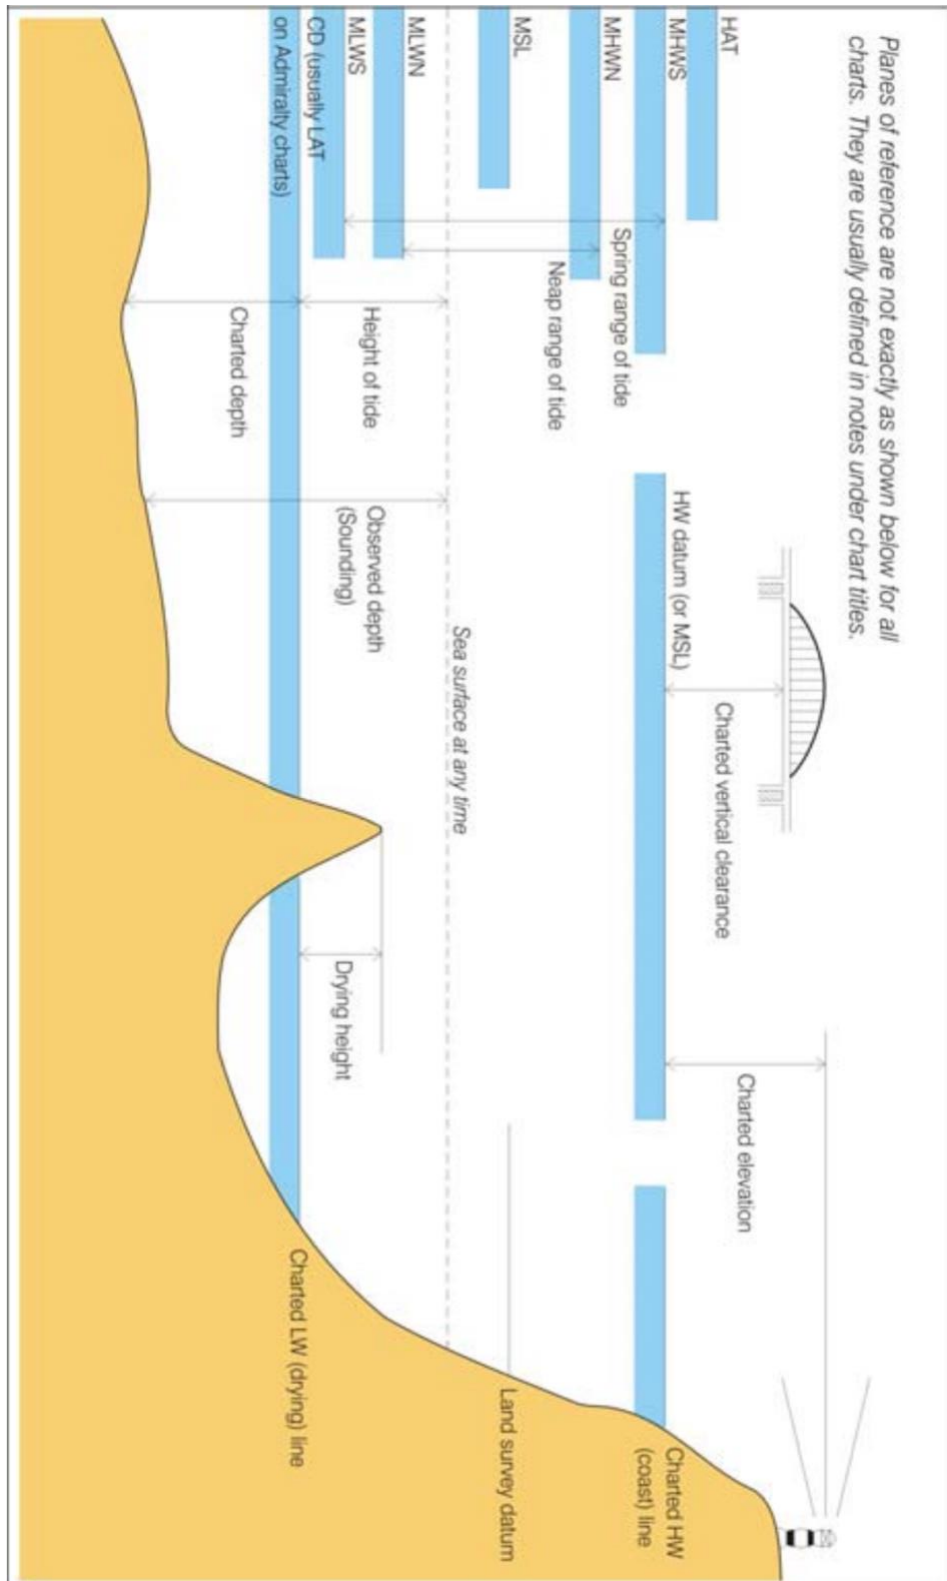 Planes of reference are not exactly as shown below for all
charts. They are usually defined in notes under chart titles.
HAT
MHWS
MHWN
MSL
MLWN
MLWS
CD (usually LAT
on Admiralty charts)
Spring range of tide
Neap range of tide
Height of tide
Charted depth
HW datum (or MSL)
Charted vertical clearance
Observed depth
(Sounding)
Sea surface at any time
Drying height
Charted elevation
Charted HW
(coast) line
Land survey datum
Charted LW (drying) line